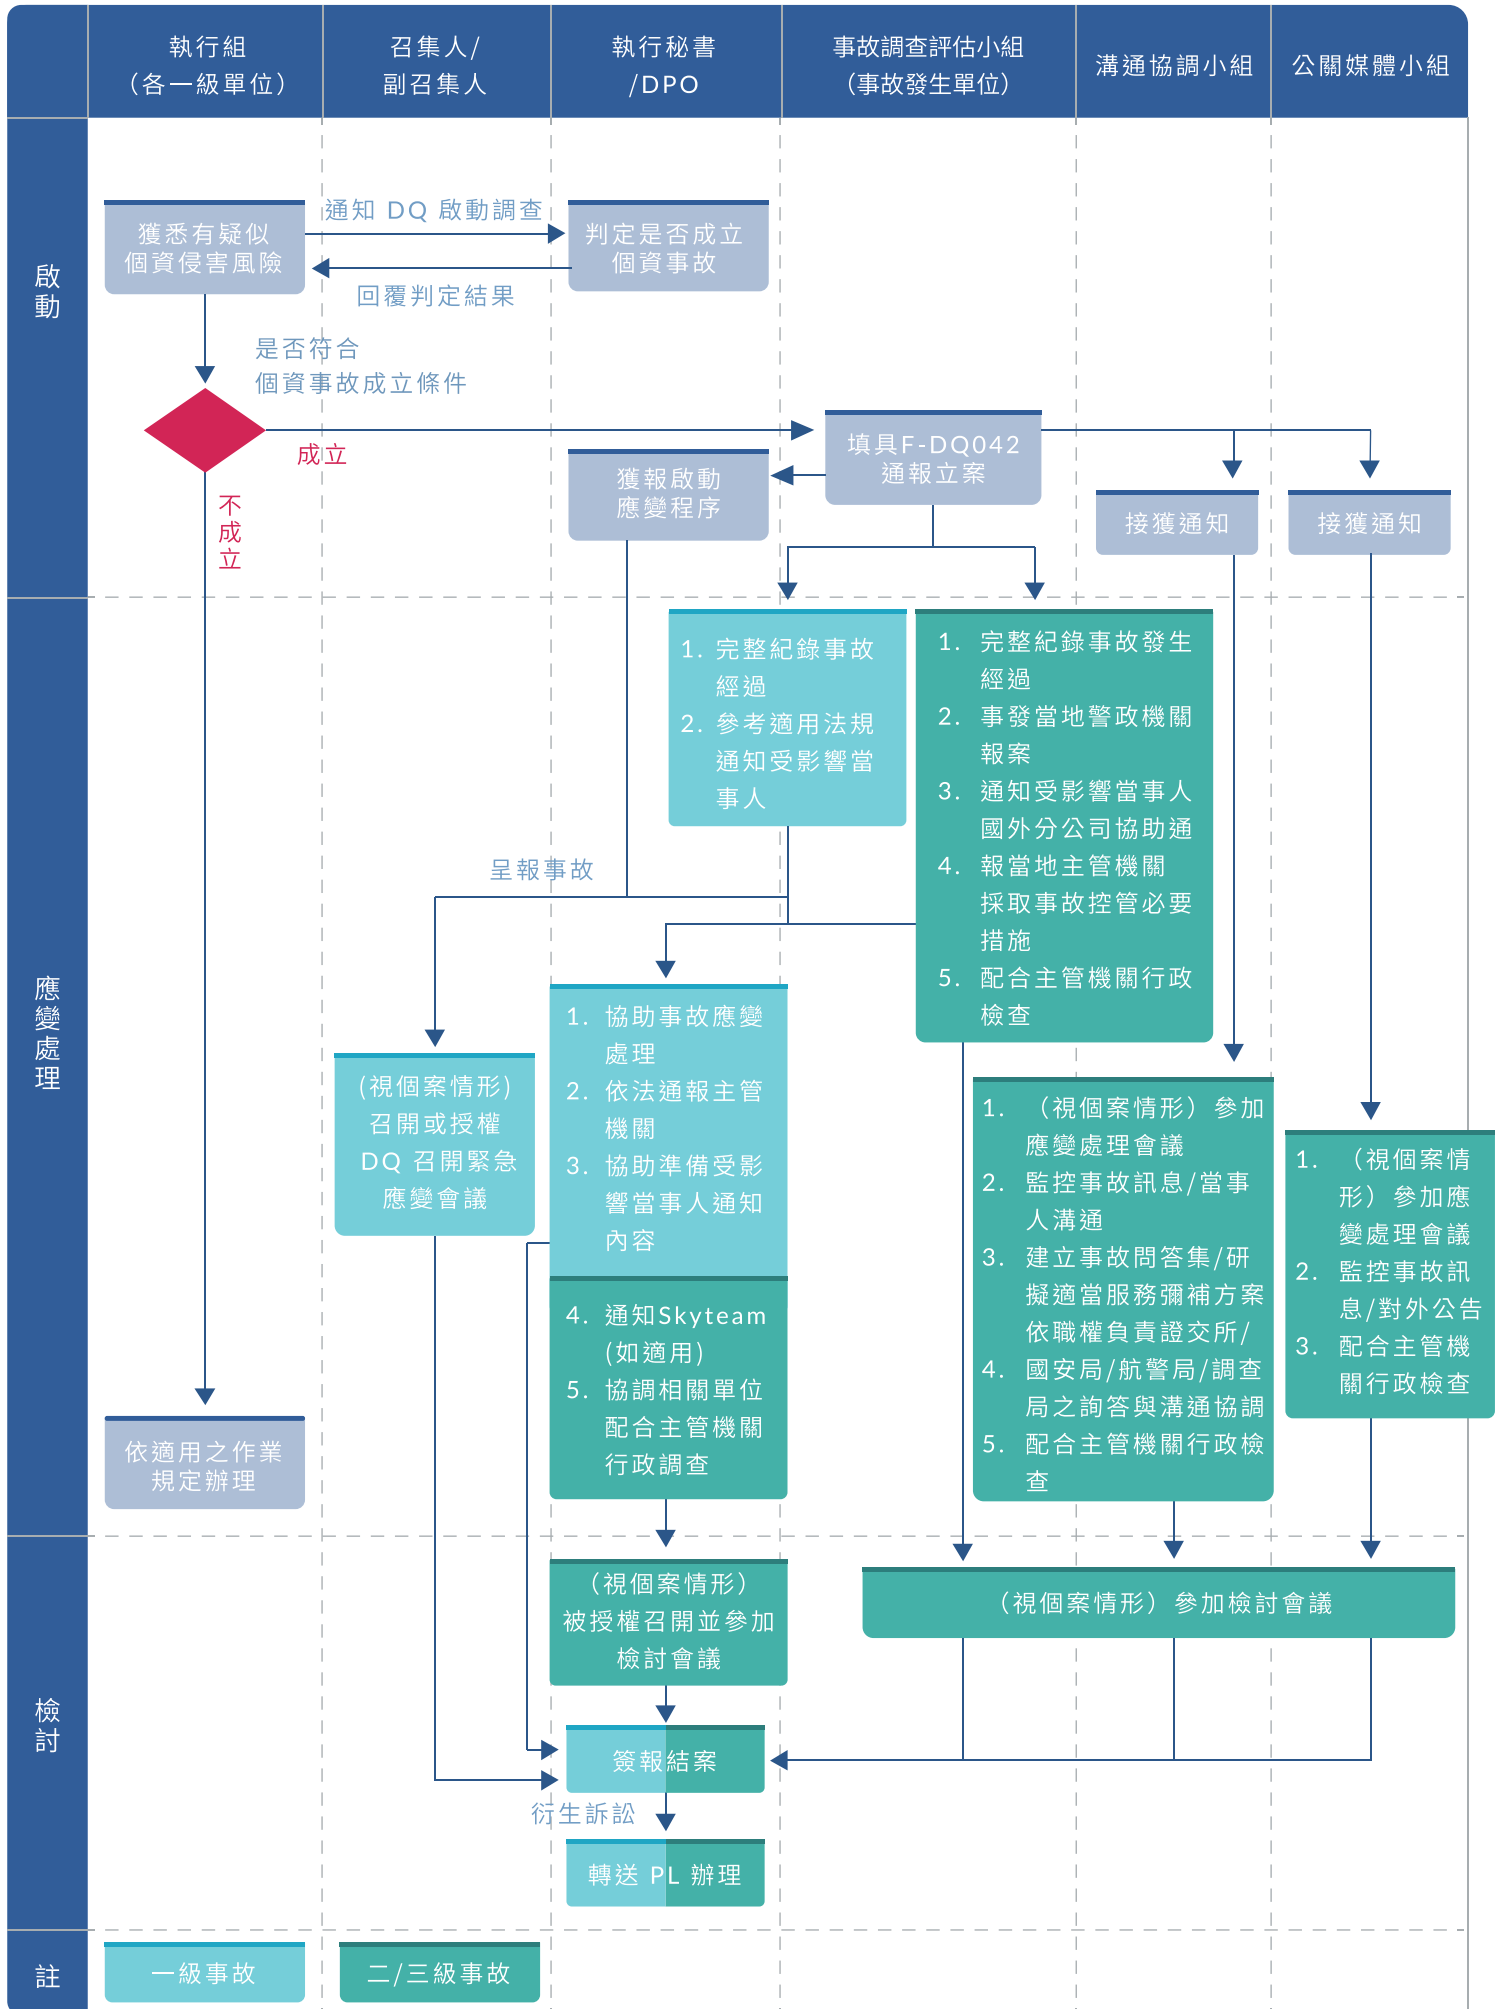 執行組
（各一級單位）
召集人/
副召集人
執行秘書
/DPO
事故調查評估小組
（事故發生單位）
溝通協調小組
公關媒體小組
啟動
獲悉有疑似
個資侵害風險
通知 DQ 啟動調查
判定是否成立
個資事故
回覆判定結果
是否符合
個資事故成立條件
成立
不成立
填具F-DQ042
通報立案
獲報啟動
應變程序
接獲通知
接獲通知
應變處理
1. 完整紀錄事故
經過
2. 參考適用法規
通知受影響當
事人
1. 完整紀錄事故發生
經過
2. 事發當地警政機關
報案
3. 通知受影響當事人
國外分公司協助通
4. 報當地主管機關
採取事故控管必要
措施
5. 配合主管機關行政
檢查
呈報事故
(視個案情形)
召開或授權
DQ 召開緊急
應變會議
1. 協助事故應變
處理
2. 依法通報主管
機關
3. 協助準備受影
響當事人通知
內容
4. 通知Skyteam
(如適用)
5. 協調相關單位
配合主管機關
行政調查
1. （視個案情形）參加
應變處理會議
2. 監控事故訊息/當事
人溝通
3. 建立事故問答集/研
擬適當服務彌補方案
依職權負責證交所/
4. 國安局/航警局/調查
局之詢答與溝通協調
5. 配合主管機關行政檢
查
1. （視個案情
形）參加應
變處理會議
2. 監控事故訊
息/對外公告
3. 配合主管機
關行政檢查
依適用之作業
規定辦理
檢討
（視個案情形）
被授權召開並參加
檢討會議
（視個案情形）參加檢討會議
簽報結案
衍生訴訟
轉送 PL 辦理
註
一級事故
二/三級事故